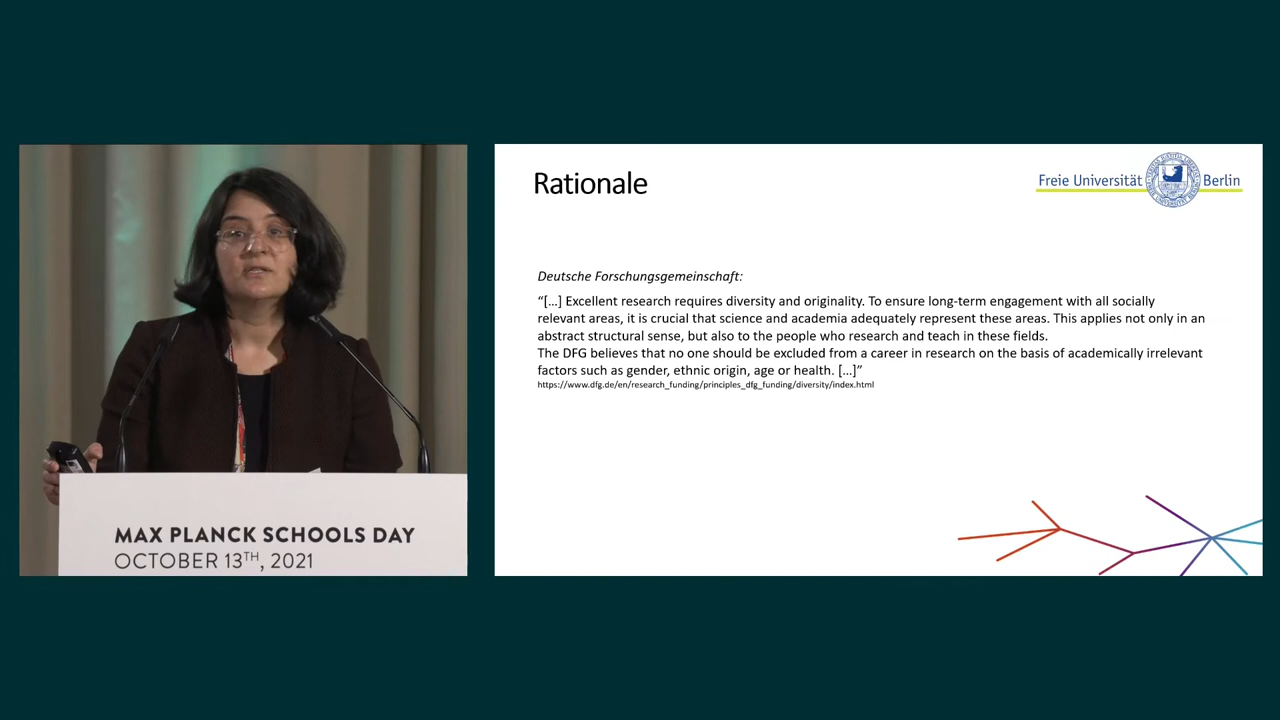 MAX PLANCK SCHOOLS DAY
OCTOBER 13TH, 2021
Rationale
Freie Universität Berlin
Deutsche Forschungsgemeinschaft:
“[...] Excellent research requires diversity and originality. To ensure long-term engagement with all socially
relevant areas, it is crucial that science and academia adequately represent these areas. This applies not only in an
abstract structural sense, but also to the people who research and teach in these fields.
The DFG believes that no one should be excluded from a career in research on the basis of academically irrelevant
factors such as gender, ethnic origin, age or health. [...]”
https://www.dfg.de/en/research_funding/principles_dfg_funding/diversity/index.html